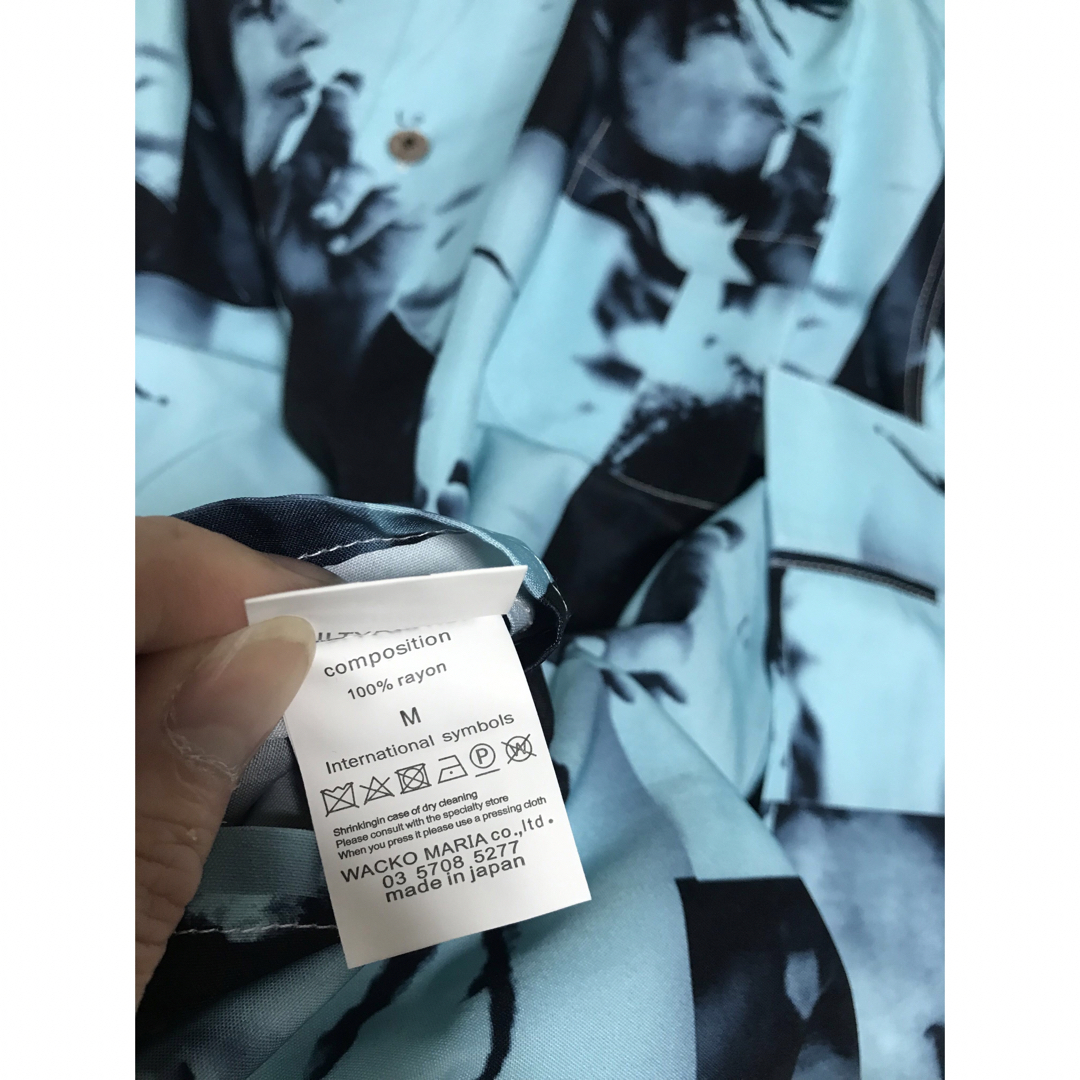 composition
100% rayon
M
International symbols
P W
Shrinkingin case of dry cleaning
Please consult with the specialty store
When you press it please use a pressing cloth
WACKO MARIA co.,ltd.
03 5708 5277
made in japan